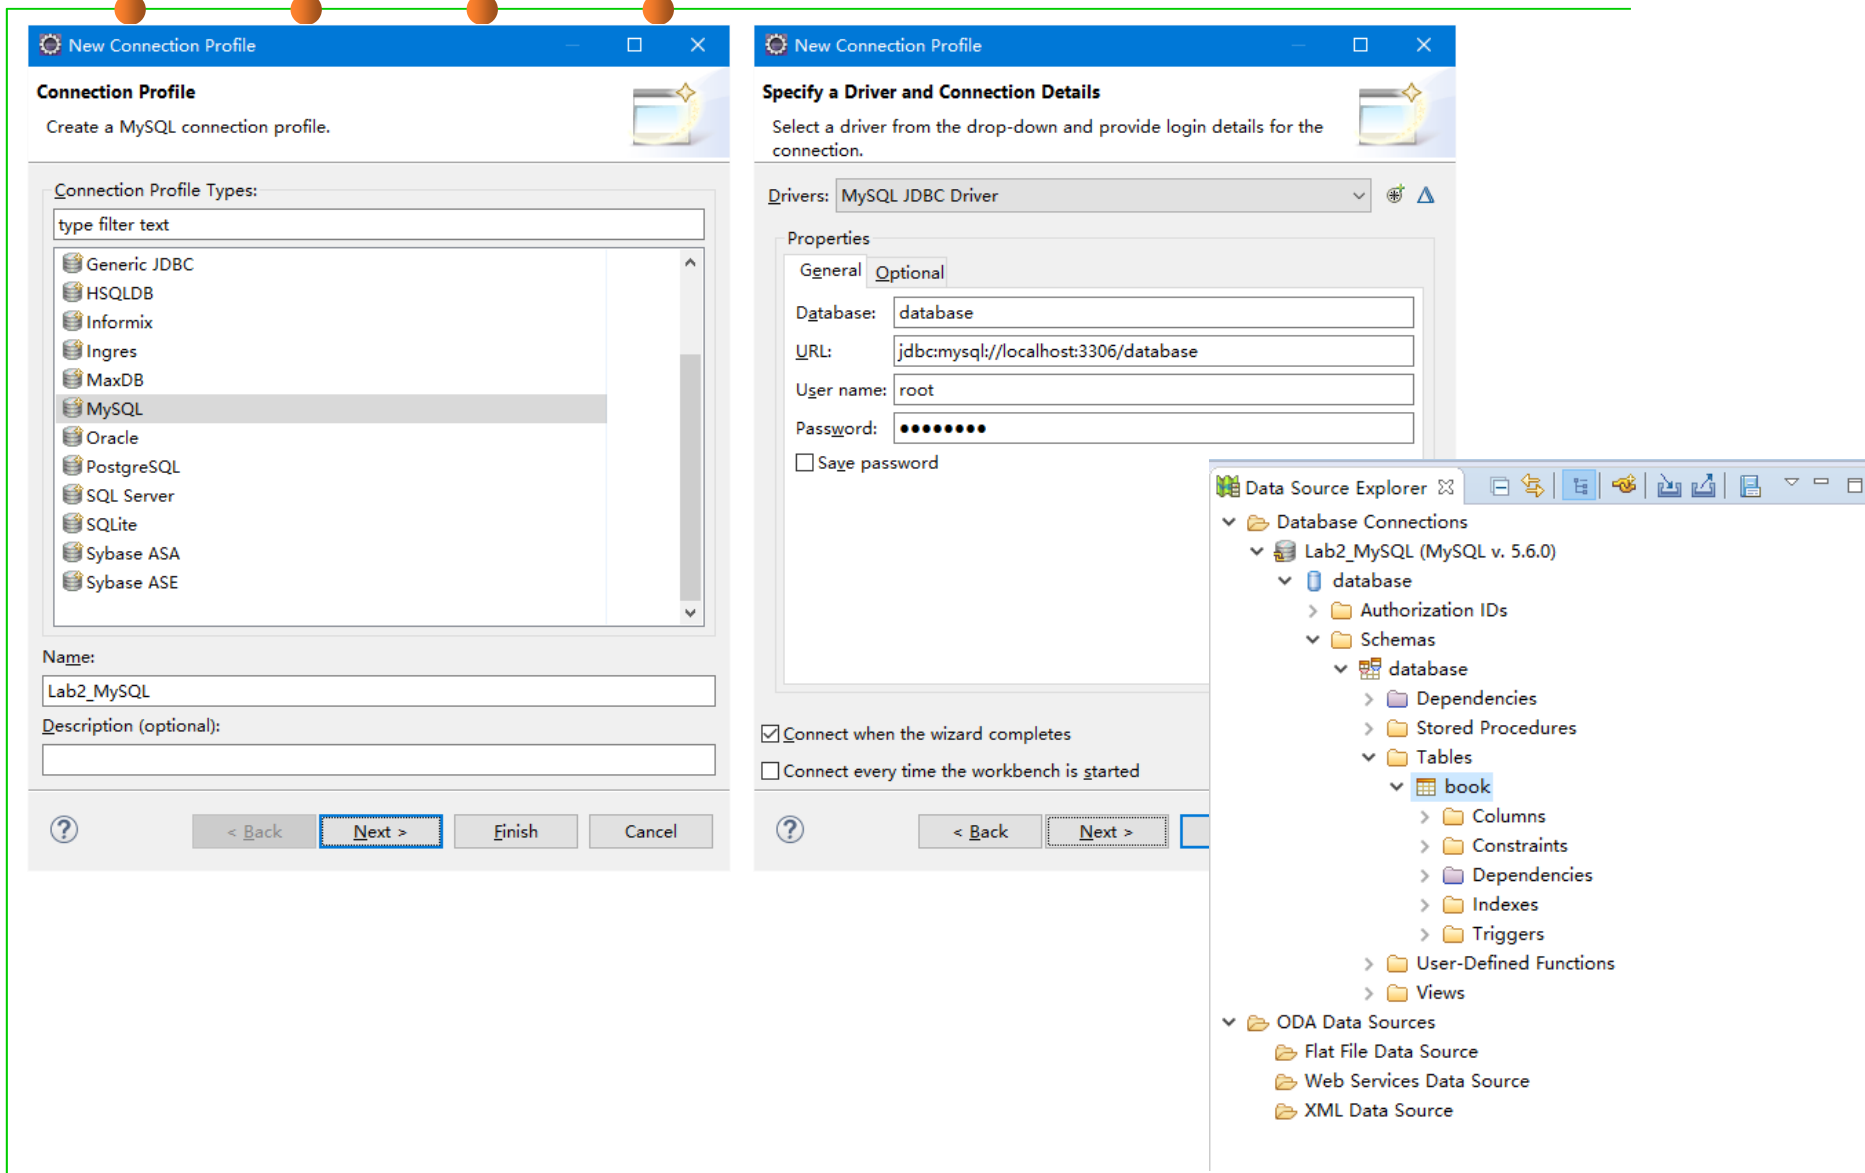 New Connection Profile
Connection Profile
Create a MySQL connection profile.
Connection Profile Types:
type filter text
Generic JDBC
HSQLDB
Informix
Ingres
MaxDB
MySQL
Oracle
PostgreSQL
SQL Server
SQLite
Sybase ASA
Sybase ASE
Name:
Lab2_MySQL
Description (optional):
< Back
Next >
Finish
Cancel
New Connection Profile
Specify a Driver and Connection Details
Select a driver from the drop-down and provide login details for the
connection.
Drivers: MySQL JDBC Driver
Properties
General Optional
Database: database
URL: jdbc:mysql://localhost:3306/database
User name: root
Password: ●●●●●●●●
Save password
Connect when the wizard completes
Connect every time the workbench is started
< Back
Next >
Data Source Explorer
Database Connections
Lab2_MySQL (MySQL v. 5.6.0)
database
Authorization IDs
Schemas
database
Dependencies
Stored Procedures
Tables
book
Columns
Constraints
Dependencies
Indexes
Triggers
User-Defined Functions
Views
ODA Data Sources
Flat File Data Source
Web Services Data Source
XML Data Source